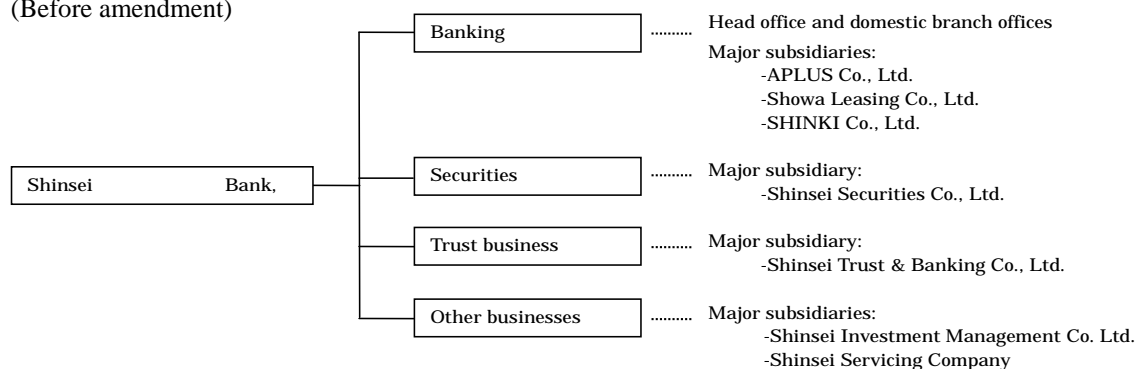 (Before amendment)
Banking .......... Head office and domestic branch offices
Major subsidiaries:
-APLUS Co., Ltd.
-Showa Leasing Co., Ltd.
-SHINKI Co., Ltd.
Shinsei Bank,
Securities .......... Major subsidiary:
-Shinsei Securities Co., Ltd.
Trust business .......... Major subsidiary:
-Shinsei Trust & Banking Co., Ltd.
Other businesses .......... Major subsidiaries:
-Shinsei Investment Management Co. Ltd.
-Shinsei Servicing Company